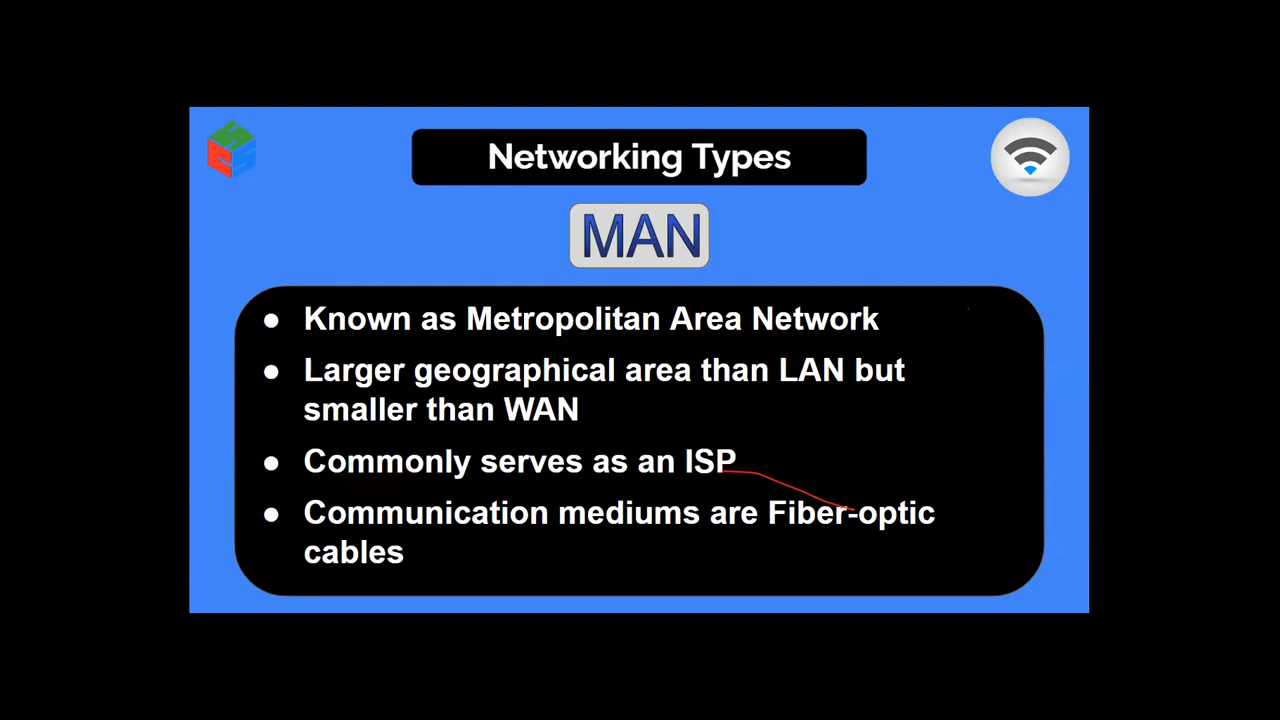 Networking Types
MAN
● Known as Metropolitan Area Network
● Larger geographical area than LAN but
smaller than WAN
● Commonly serves as an ISP
● Communication mediums are Fiber-optic
cables